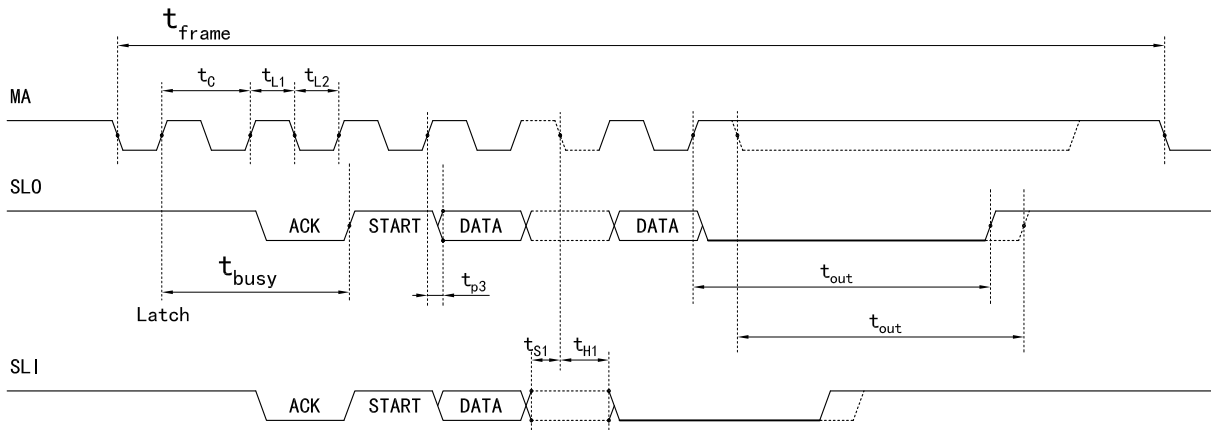 t_frame
t_C t_L1 t_L2
MA
SLO
ACK START DATA DATA
t_busy t_p3 t_out
Latch
t_out
t_S1 t_H1
SLI
ACK START DATA